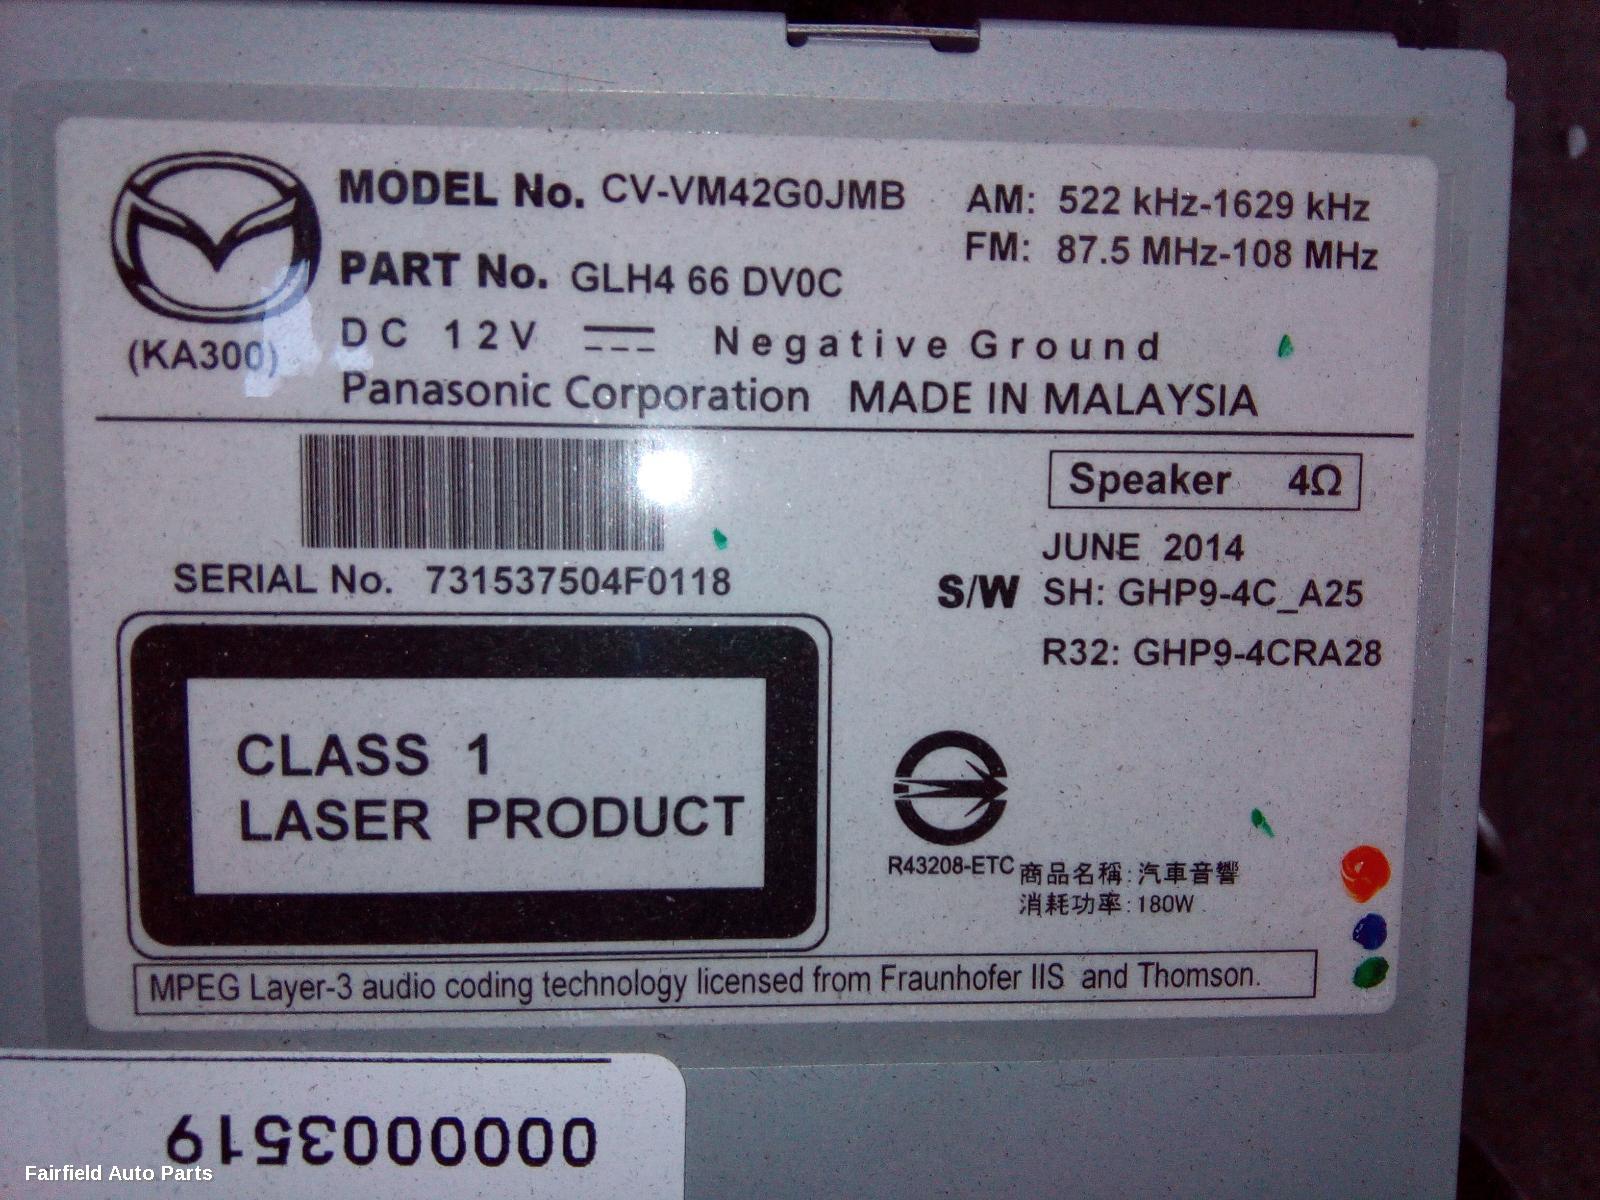 MODEL No. CV-VM42G0JMB
AM: 522 kHz-1629 kHz
FM: 87.5 MHz-108 MHz
PART No. GLH4 66 DV0C
(KA300)
DC 12V Negative Ground
Panasonic Corporation MADE IN MALAYSIA
Speaker 4Ω
SERIAL No. 731537504F0118
JUNE 2014
S/W SH: GHP9-4C_A25
R32: GHP9-4CRA28
CLASS 1
LASER PRODUCT
R43208-ETC
商品名稱:汽車音響
消耗功率:180W
MPEG Layer-3 audio coding technology licensed from Fraunhofer IIS and Thomson.
0000003519
Fairfield Auto Parts